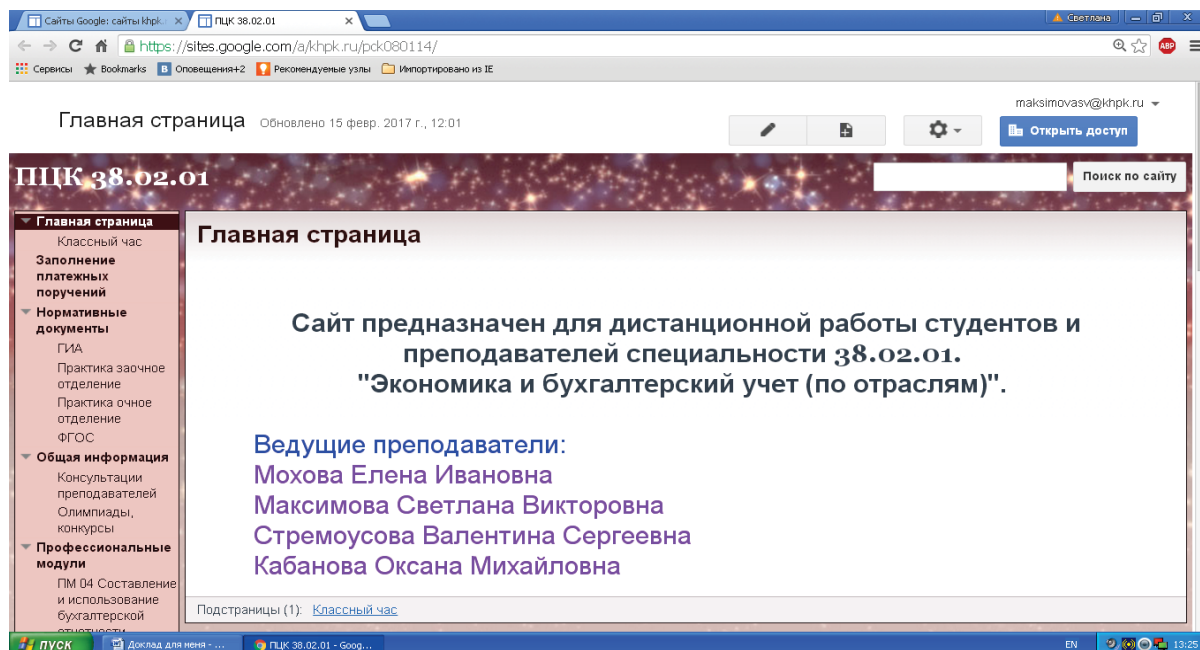 Сайты Google: сайты khpk.r
ПЦК 38.02.01
Светлана
https://sites.google.com/a/khpk.ru/pck080114/
ABP
Сервисы Bookmarks Оповещения+2 Рекомендуемые узлы Импортировано из IE
maksimovasv@khpk.ru
Главная страница Обновлено 15 февр. 2017 г., 12:01
Открыть доступ
ПЦК 38.02.01
Поиск по сайту
Главная страница
Классный час
Заполнение
платежных
поручений
Нормативные
документы
ГИА
Практика заочное
отделение
Практика очное
отделение
ФГОС
Общая информация
Консультации
преподавателей
Олимпиады,
конкурсы
Профессиональные
модули
ПМ 04 Составление
и использование
бухгалтерской
отчетности
Главная страница
Сайт предназначен для дистанционной работы студентов и
преподавателей специальности 38.02.01.
"Экономика и бухгалтерский учет (по отраслям)".
Ведущие преподаватели:
Мохова Елена Ивановна
Максимова Светлана Викторовна
Стремоусова Валентина Сергеевна
Кабанова Оксана Михайловна
Подстраницы (1): Классный час
пуск
Доклад для меня - ...
ПЦК 38.02.01 - Goog...
EN
13:25